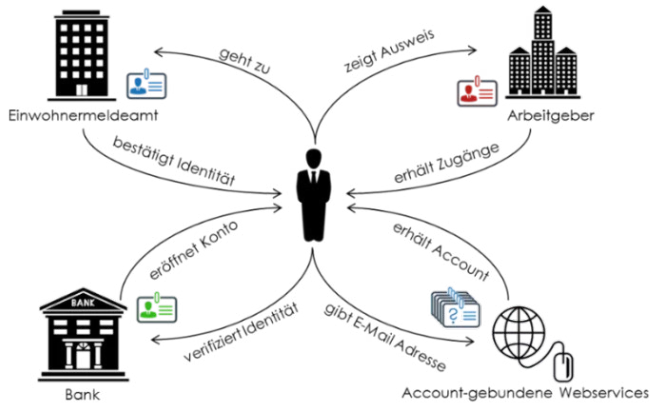 geht zu
zeigt Ausweis
Einwohnermeldeamt
Arbeitgeber
bestätigt Identität
erhält Zugänge
eröffnet Konto
erhält Account
BANK
?
verifiziert Identität
gibt E-Mail Adresse
Bank
Account-gebundene Webservices